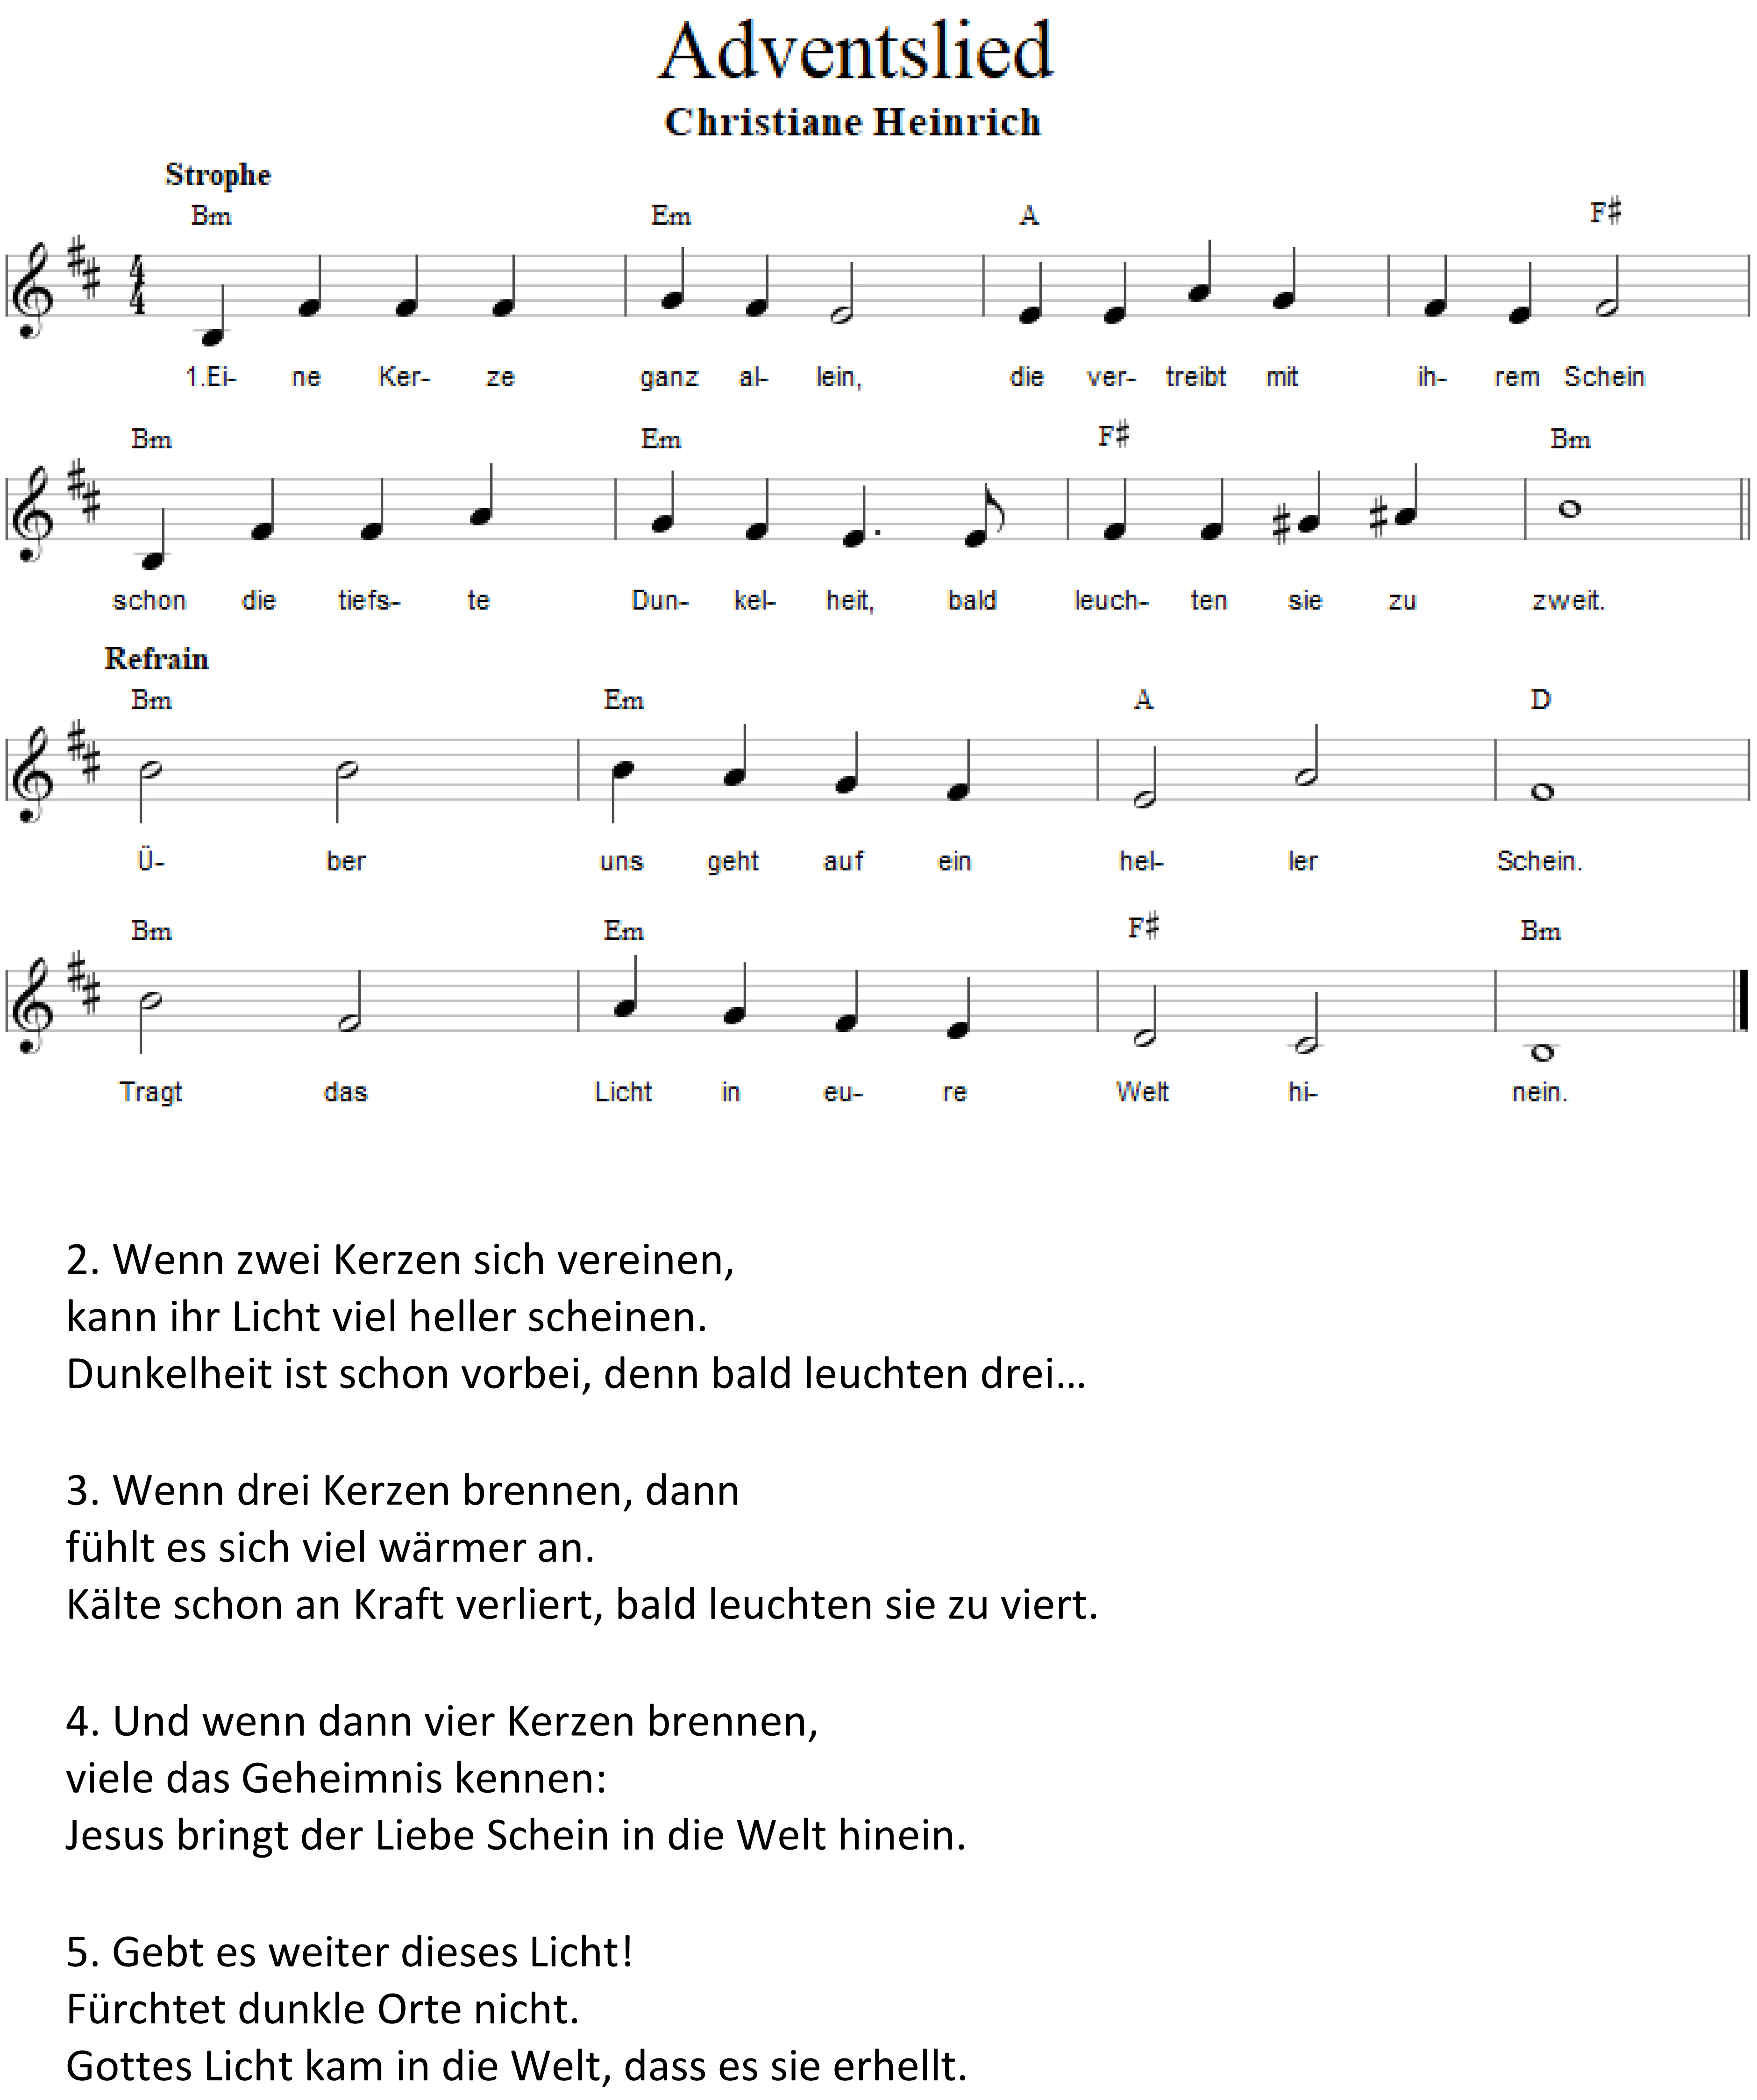 Adventslied
Christiane Heinrich
Strophe
Bm Em A F♯
4
4
1.Ei- ne Ker- ze ganz al- lein, die ver- treibt mit ih- rem Schein
Bm Em F♯ Bm
schon die tiefs- te Dun- kel- heit, bald leuch- ten sie zu zweit.
Refrain
Bm Em A D
Ü- ber uns geht auf ein hel- ler Schein.
Bm Em F♯ Bm
Tragt das Licht in eu- re Welt hi- nein.
2. Wenn zwei Kerzen sich vereinen,
kann ihr Licht viel heller scheinen.
Dunkelheit ist schon vorbei, denn bald leuchten drei…
3. Wenn drei Kerzen brennen, dann
fühlt es sich viel wärmer an.
Kälte schon an Kraft verliert, bald leuchten sie zu viert.
4. Und wenn dann vier Kerzen brennen,
viele das Geheimnis kennen:
Jesus bringt der Liebe Schein in die Welt hinein.
5. Gebt es weiter dieses Licht!
Fürchtet dunkle Orte nicht.
Gottes Licht kam in die Welt, dass es sie erhellt.